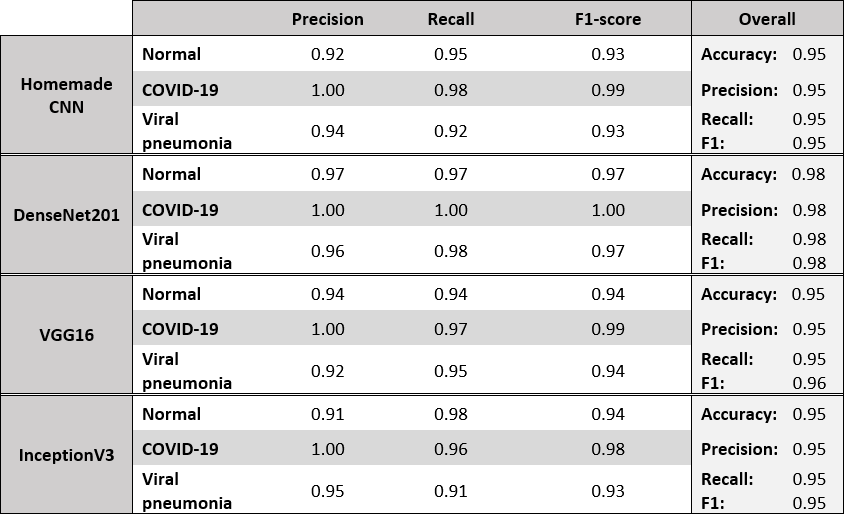 Precision Recall F1-score Overall
Homemade CNN
Normal 0.92 0.95 0.93 Accuracy: 0.95
COVID-19 1.00 0.98 0.99 Precision: 0.95
Viral pneumonia 0.94 0.92 0.93 Recall: 0.95
F1: 0.95
DenseNet201
Normal 0.97 0.97 0.97 Accuracy: 0.98
COVID-19 1.00 1.00 1.00 Precision: 0.98
Viral pneumonia 0.96 0.98 0.97 Recall: 0.98
F1: 0.98
VGG16
Normal 0.94 0.94 0.94 Accuracy: 0.95
COVID-19 1.00 0.97 0.99 Precision: 0.95
Viral pneumonia 0.92 0.95 0.94 Recall: 0.95
F1: 0.96
InceptionV3
Normal 0.91 0.98 0.94 Accuracy: 0.95
COVID-19 1.00 0.96 0.98 Precision: 0.95
Viral pneumonia 0.95 0.91 0.93 Recall: 0.95
F1: 0.95